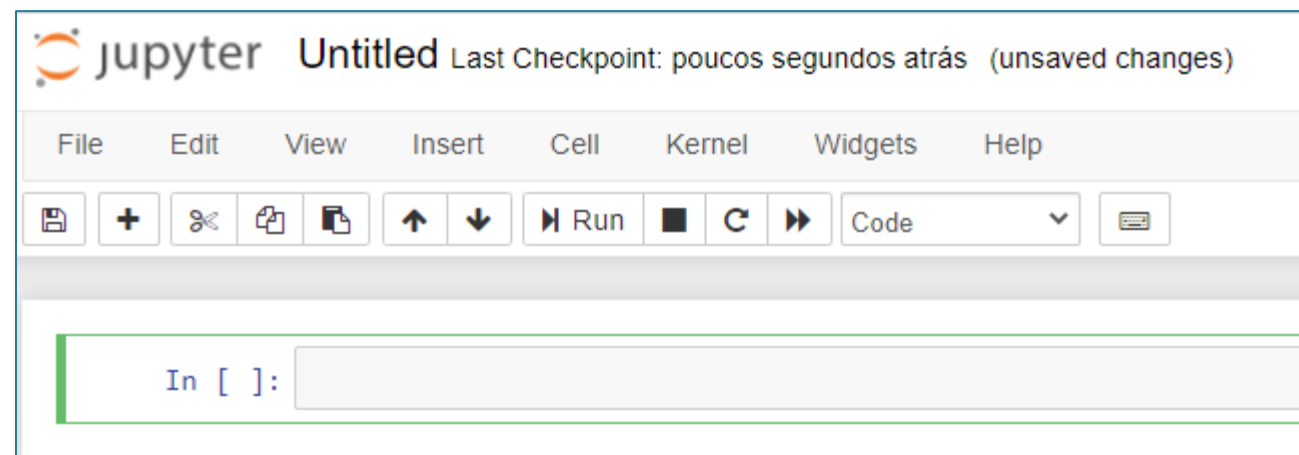 jupyter Untitled Last Checkpoint: poucos segundos atrás (unsaved changes)
File Edit View Insert Cell Kernel Widgets Help
Run Code
In [ ]: